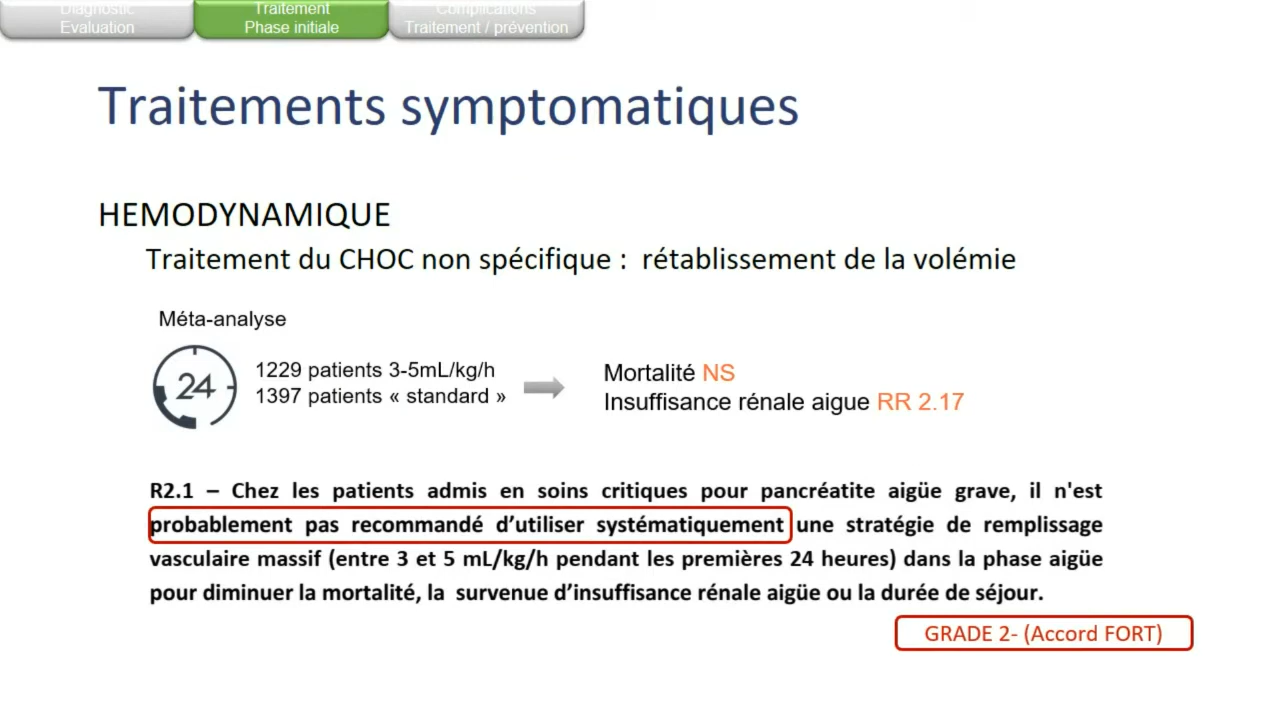 Diagnostic
Evaluation
Traitement
Phase initiale
Complications
Traitement / prévention
Traitements symptomatiques
HEMODYNAMIQUE
Traitement du CHOC non spécifique :  rétablissement de la volémie
Méta-analyse
24
1229 patients 3-5mL/kg/h
1397 patients « standard »
Mortalité NS
Insuffisance rénale aigue RR 2.17
R2.1 – Chez les patients admis en soins critiques pour pancréatite aigüe grave, il n'est
probablement pas recommandé d’utiliser systématiquement une stratégie de remplissage
vasculaire massif (entre 3 et 5 mL/kg/h pendant les premières 24 heures) dans la phase aigüe
pour diminuer la mortalité, la  survenue d’insuffisance rénale aigüe ou la durée de séjour.
GRADE 2- (Accord FORT)